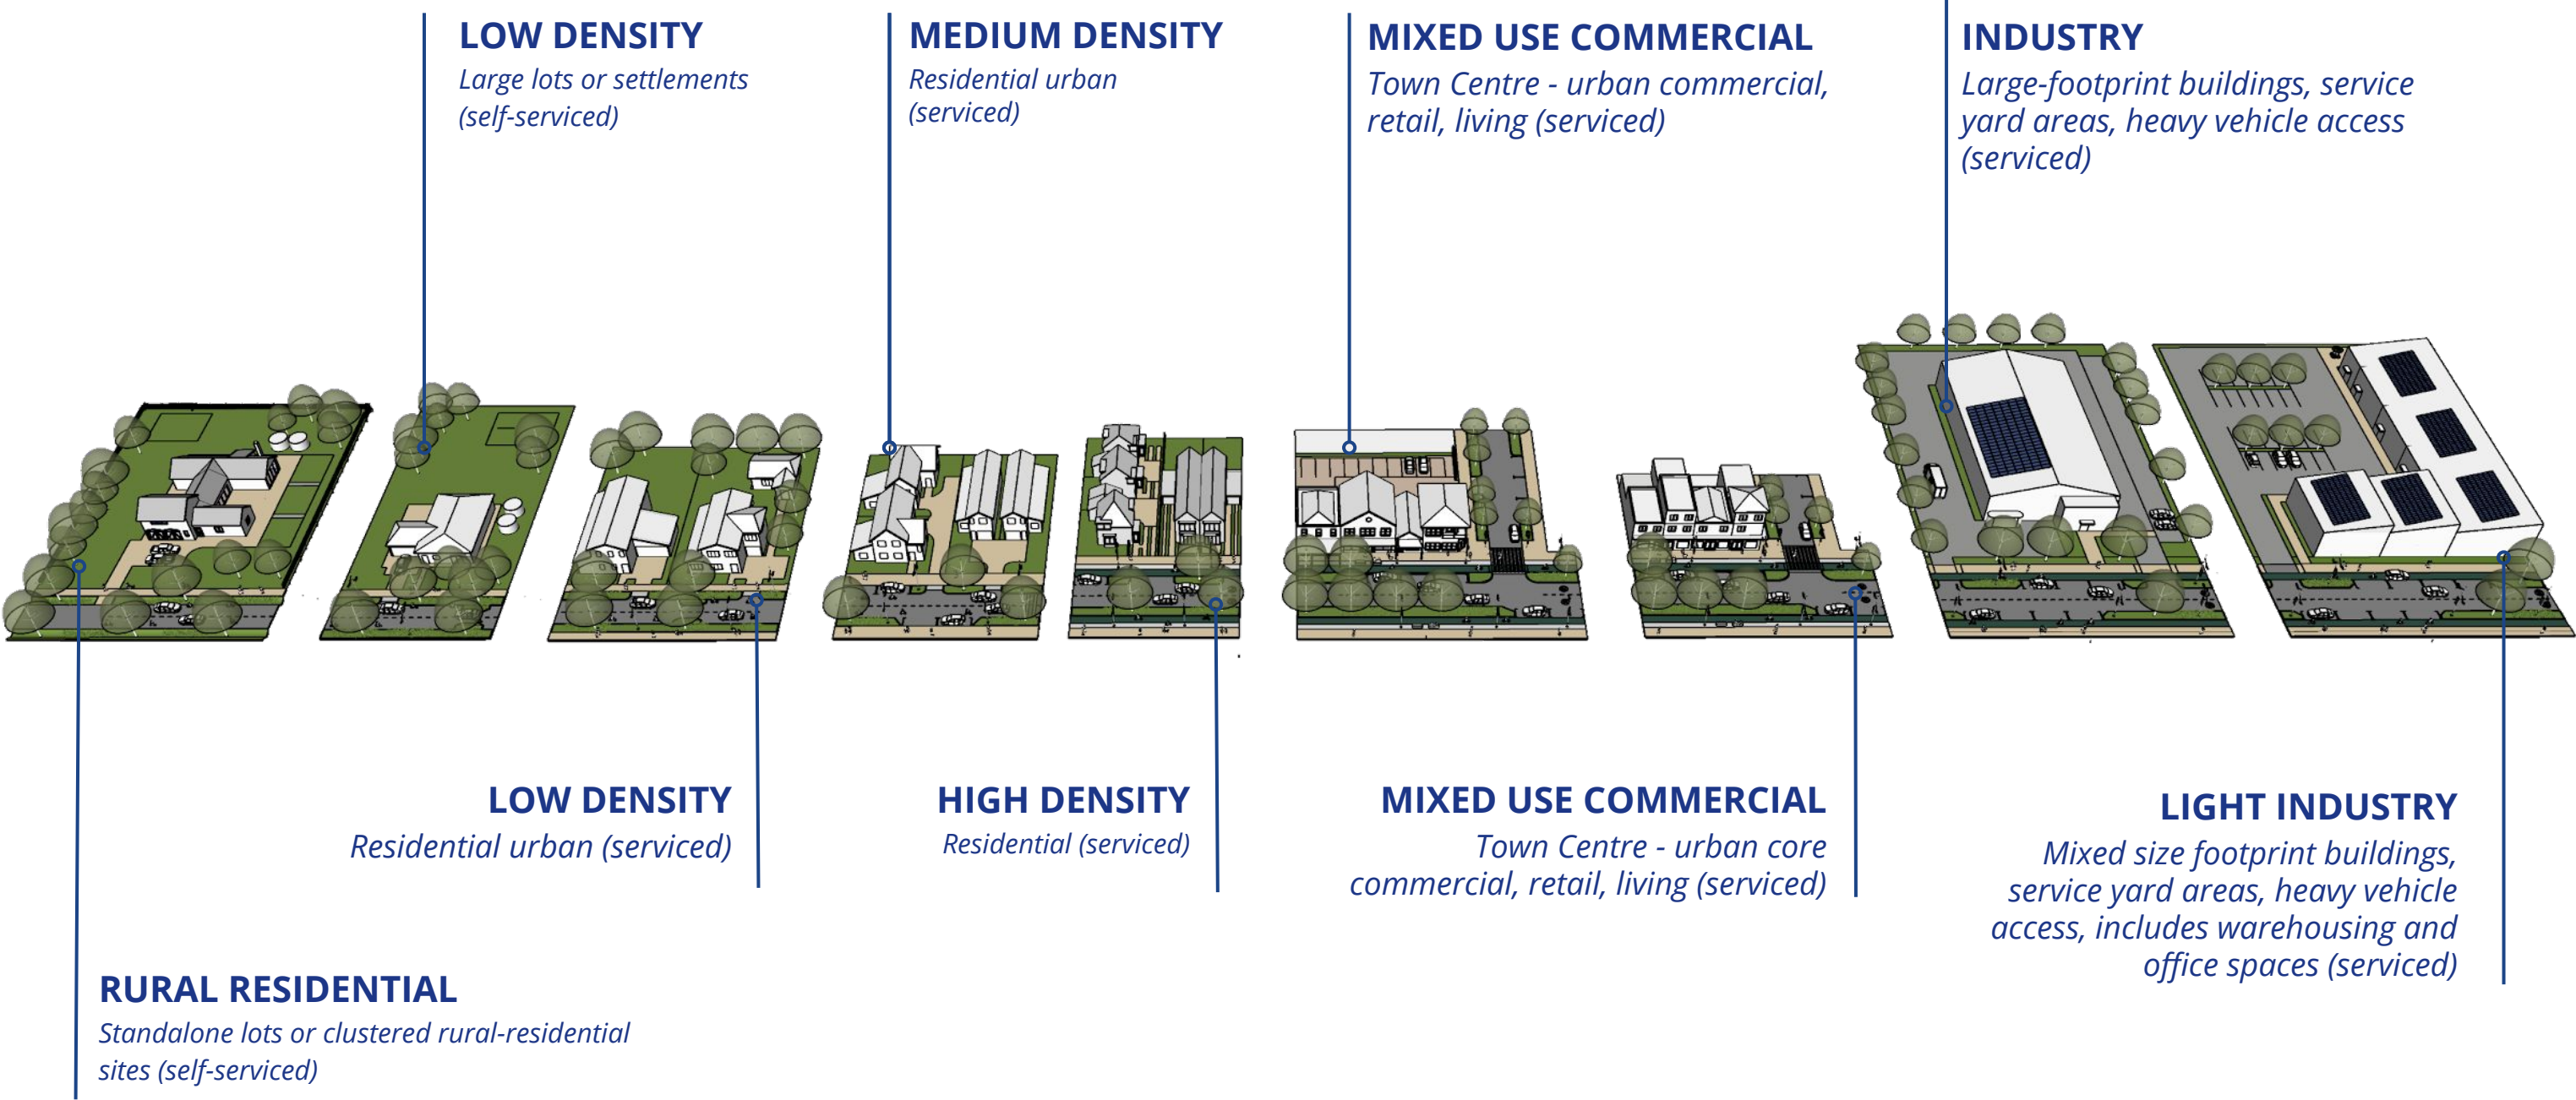 LOW DENSITY
Large lots or settlements
(self-serviced)
MEDIUM DENSITY
Residential urban
(serviced)
MIXED USE COMMERCIAL
Town Centre - urban commercial,
retail, living (serviced)
INDUSTRY
Large-footprint buildings, service
yard areas, heavy vehicle access
(serviced)
LOW DENSITY
Residential urban (serviced)
HIGH DENSITY
Residential (serviced)
MIXED USE COMMERCIAL
Town Centre - urban core
commercial, retail, living (serviced)
LIGHT INDUSTRY
Mixed size footprint buildings,
service yard areas, heavy vehicle
access, includes warehousing and
office spaces (serviced)
RURAL RESIDENTIAL
Standalone lots or clustered rural-residential
sites (self-serviced)